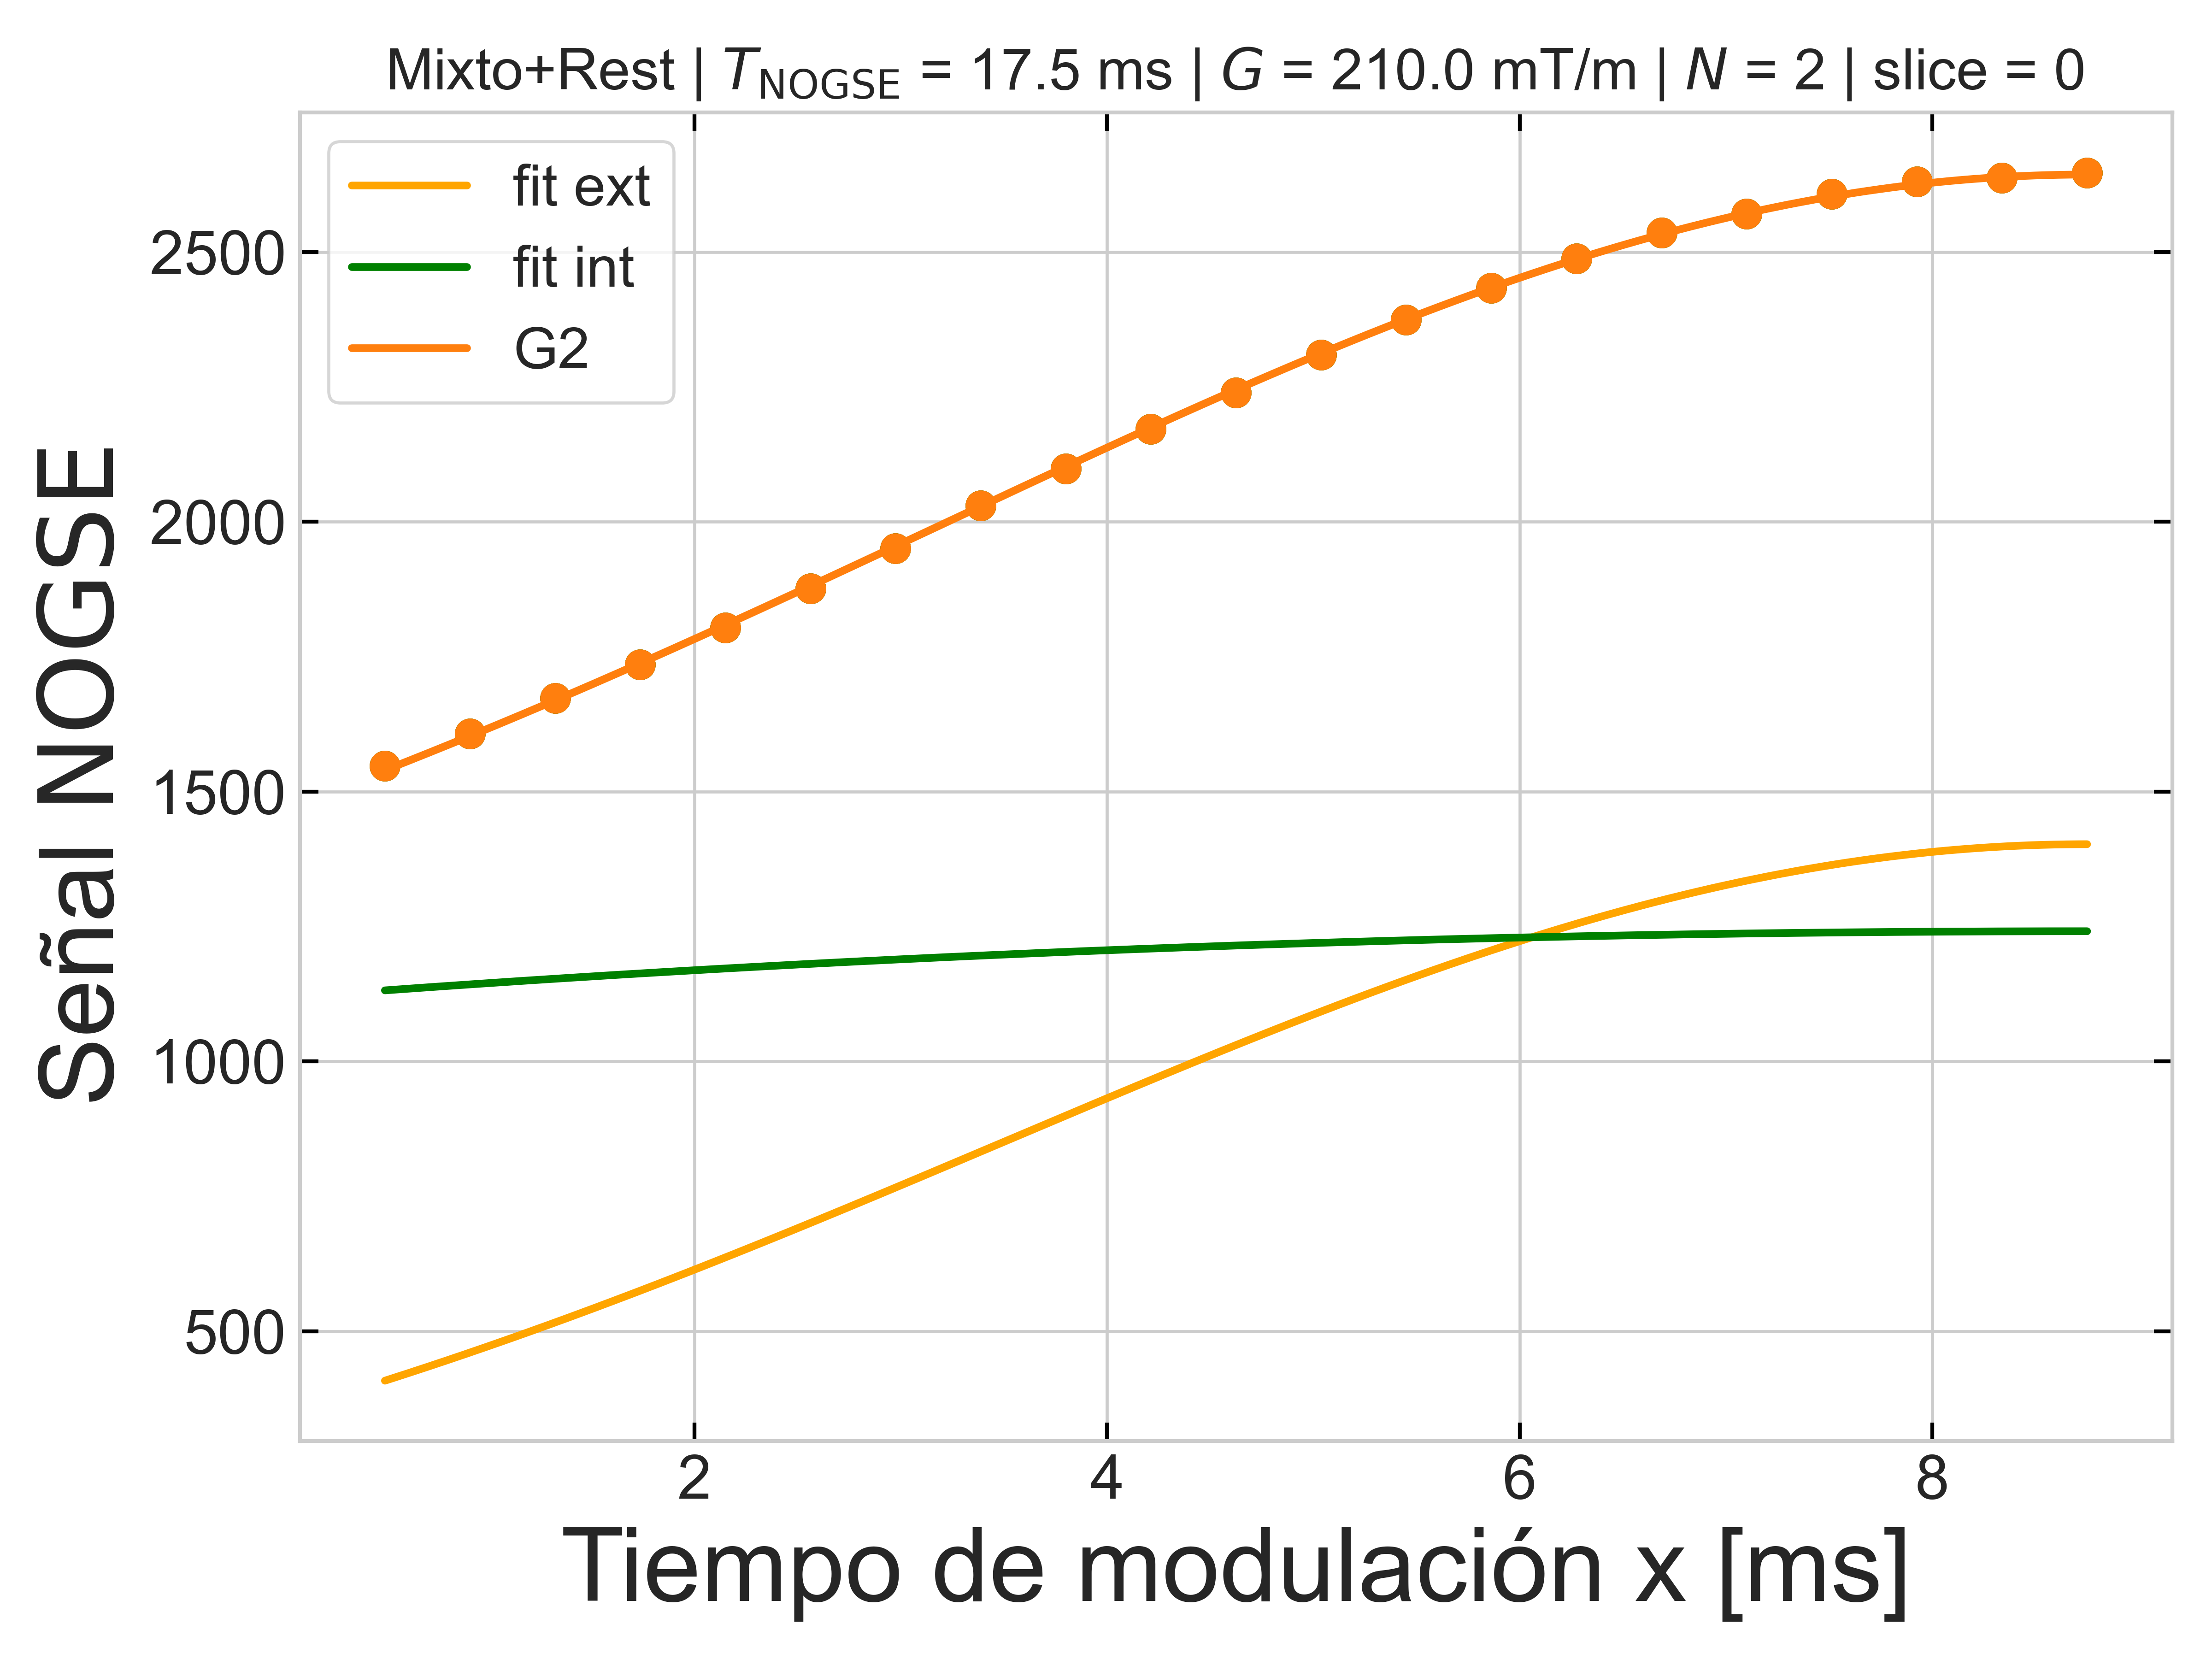 Mixto+Rest | T_NOGSE = 17.5 ms | G = 210.0 mT/m | N = 2 | slice = 0
fit ext
fit int
G2
2500
2000
1500
1000
500
Señal NOGSE
2 4 6 8
Tiempo de modulación x [ms]